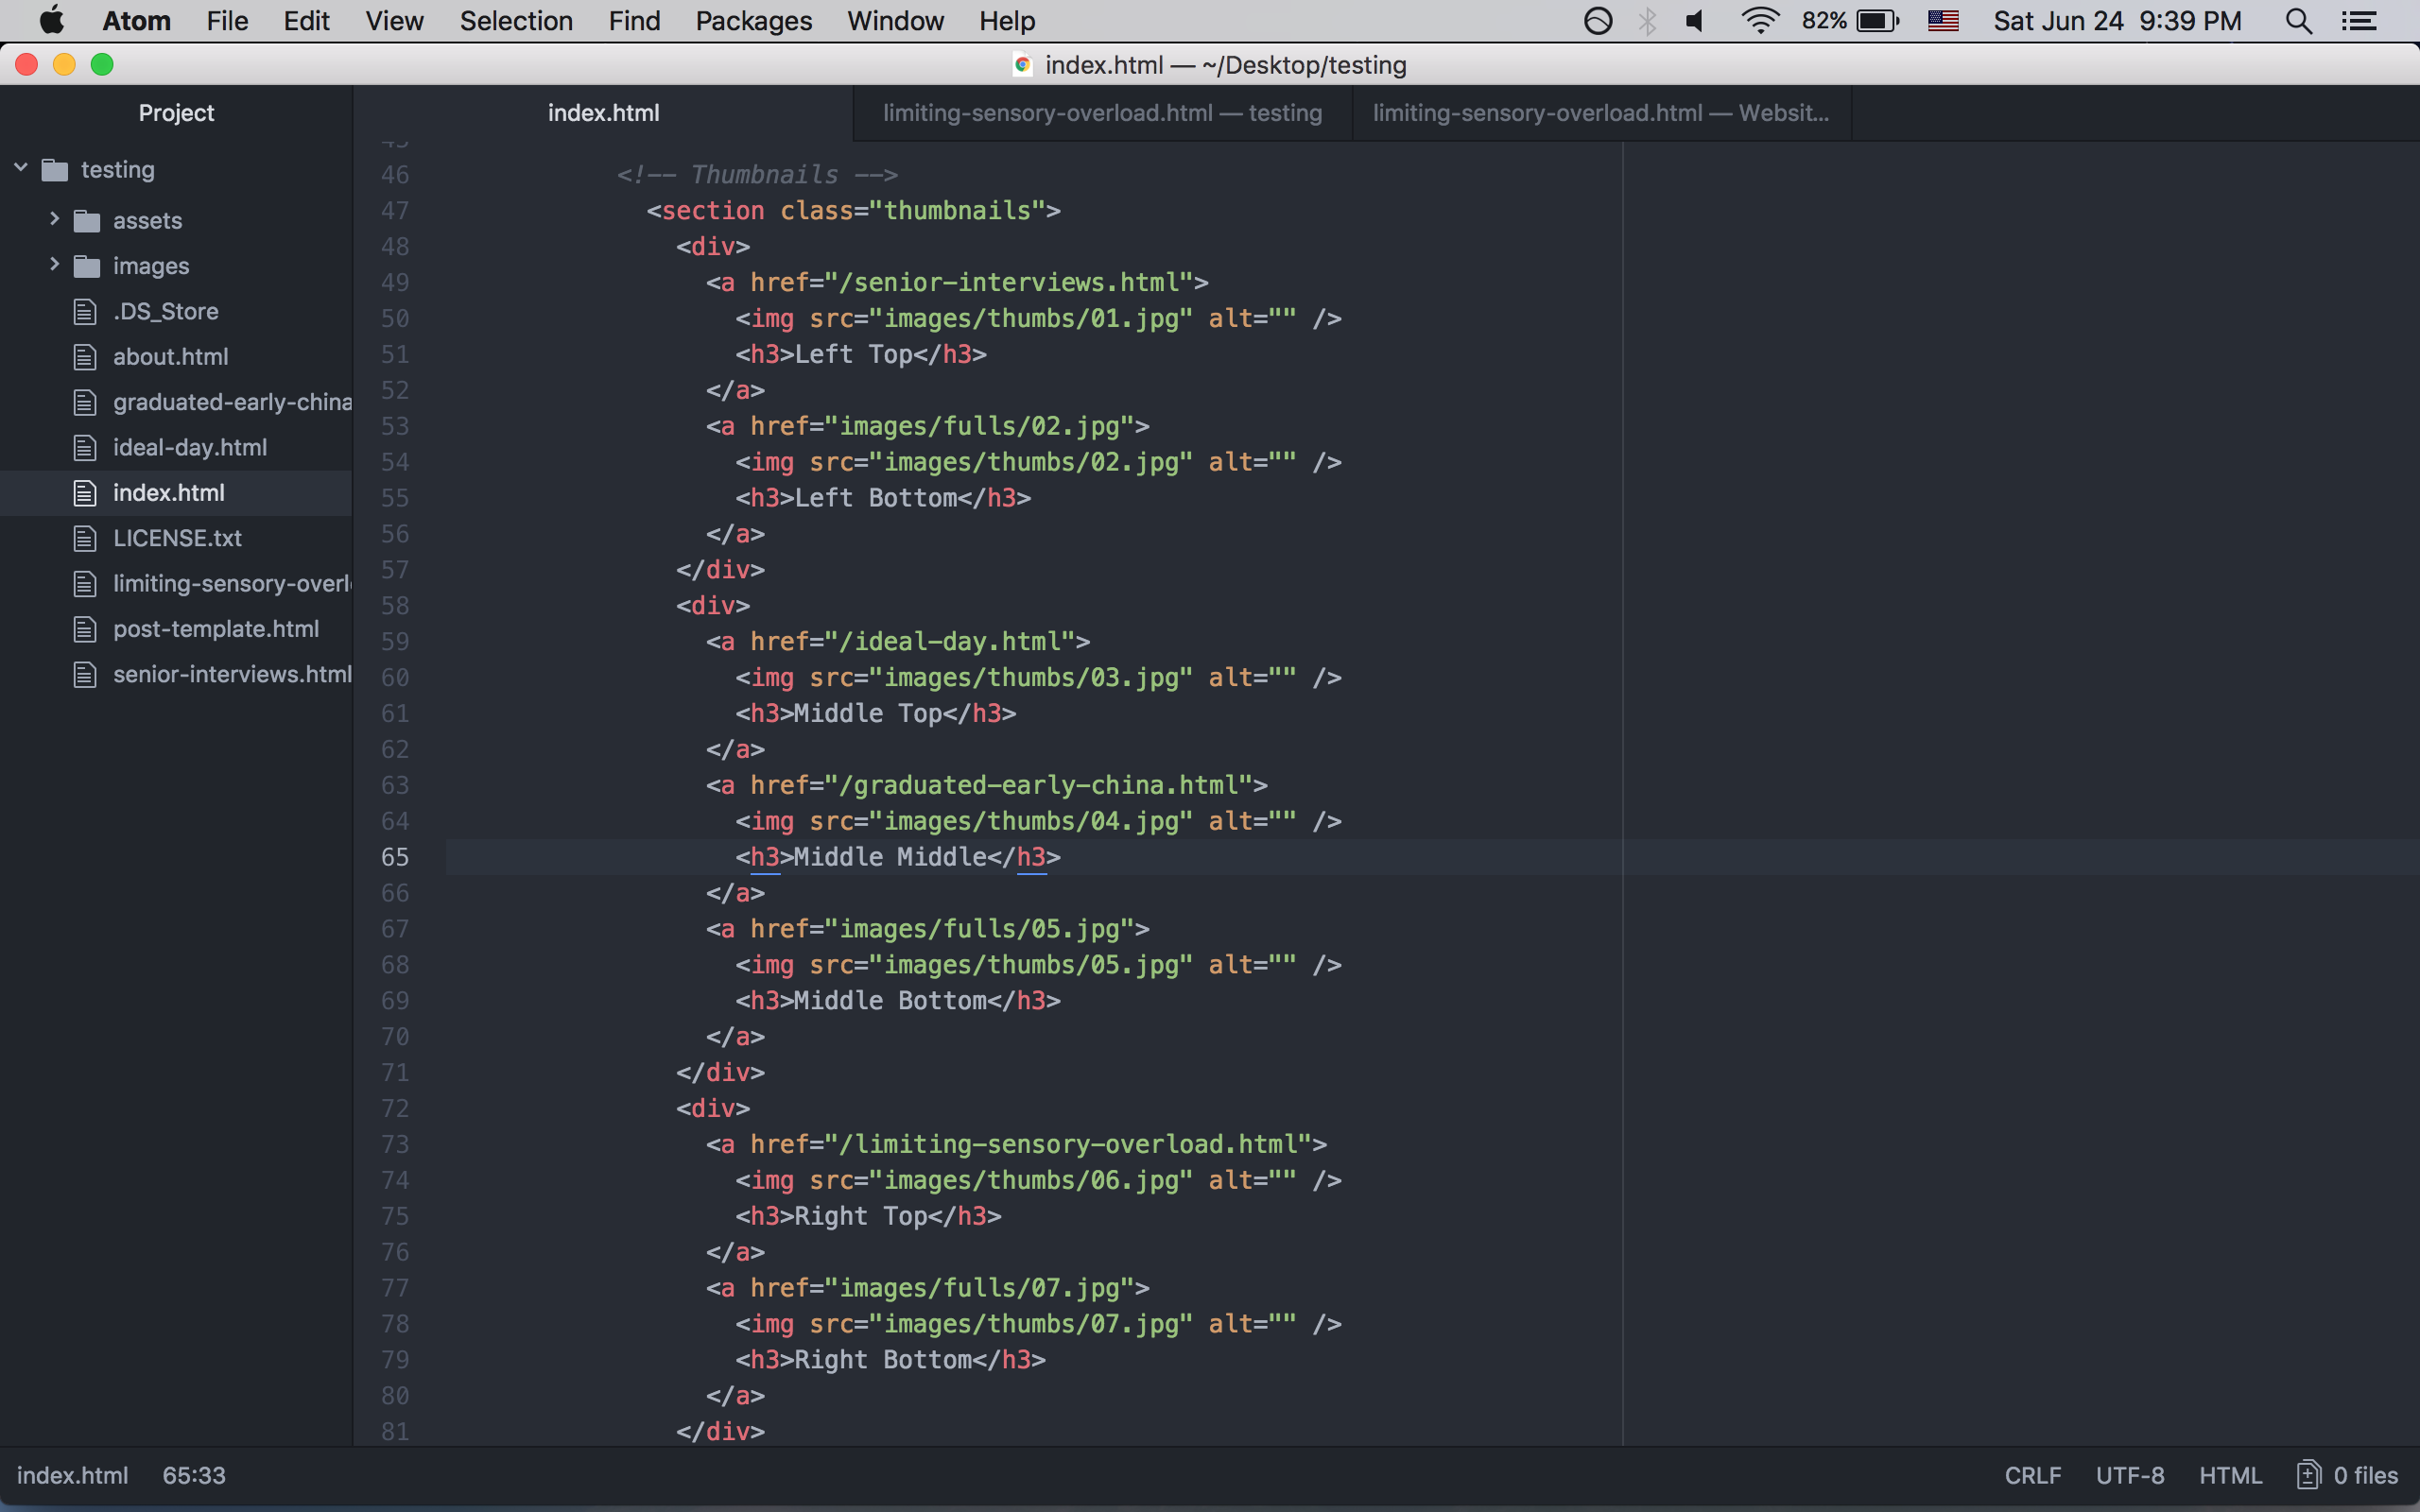 Atom File Edit View Selection Find Packages Window Help 82% Sat Jun 24 9:39 PM
index.html — ~/Desktop/testing
Project
testing
assets
images
.DS_Store
about.html
graduated-early-china
ideal-day.html
index.html
LICENSE.txt
limiting-sensory-overl
post-template.html
senior-interviews.html
index.html limiting-sensory-overload.html — testing limiting-sensory-overload.html — Websit...
45
46 <!-- Thumbnails -->
47 <section class="thumbnails">
48 <div>
49 <a href="/senior-interviews.html">
50 <img src="images/thumbs/01.jpg" alt="" />
51 <h3>Left Top</h3>
52 </a>
53 <a href="images/fulls/02.jpg">
54 <img src="images/thumbs/02.jpg" alt="" />
55 <h3>Left Bottom</h3>
56 </a>
57 </div>
58 <div>
59 <a href="/ideal-day.html">
60 <img src="images/thumbs/03.jpg" alt="" />
61 <h3>Middle Top</h3>
62 </a>
63 <a href="/graduated-early-china.html">
64 <img src="images/thumbs/04.jpg" alt="" />
65 <h3>Middle Middle</h3>
66 </a>
67 <a href="images/fulls/05.jpg">
68 <img src="images/thumbs/05.jpg" alt="" />
69 <h3>Middle Bottom</h3>
70 </a>
71 </div>
72 <div>
73 <a href="/limiting-sensory-overload.html">
74 <img src="images/thumbs/06.jpg" alt="" />
75 <h3>Right Top</h3>
76 </a>
77 <a href="images/fulls/07.jpg">
78 <img src="images/thumbs/07.jpg" alt="" />
79 <h3>Right Bottom</h3>
80 </a>
81 </div>
index.html 65:33 CRLF UTF-8 HTML 0 files